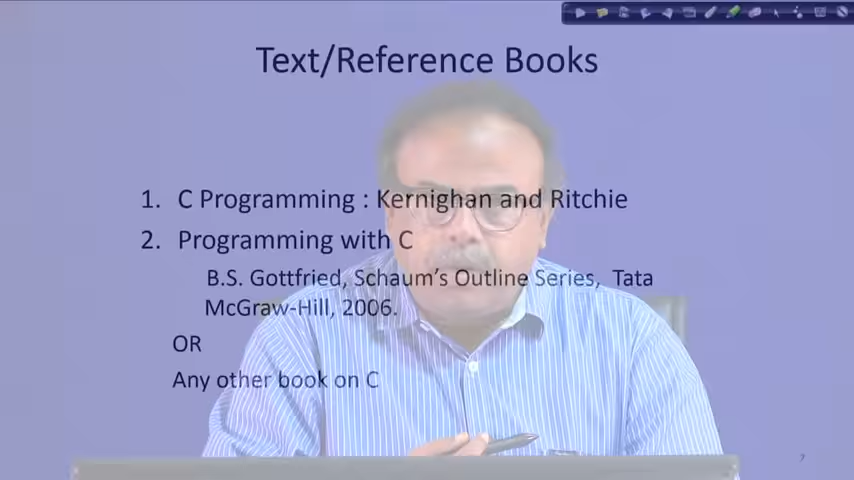 Text/Reference Books
1. C Programming : Kernighan and Ritchie
2. Programming with C
B.S. Gottfried, Schaum's Outline Series, Tata
McGraw-Hill, 2006.
OR
Any other book on C
7